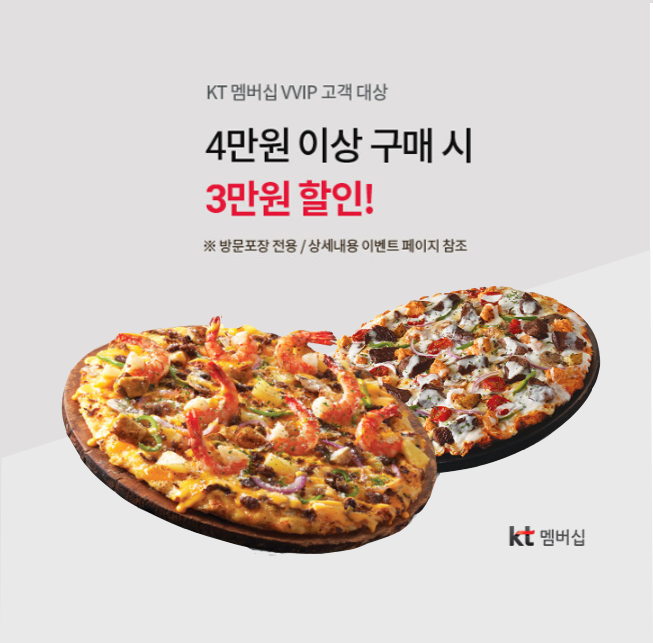 KT 멤버십 VVIP 고객 대상
4만원 이상 구매 시
3만원 할인!
※ 방문포장 전용 / 상세내용 이벤트 페이지 참조
kt 멤버십